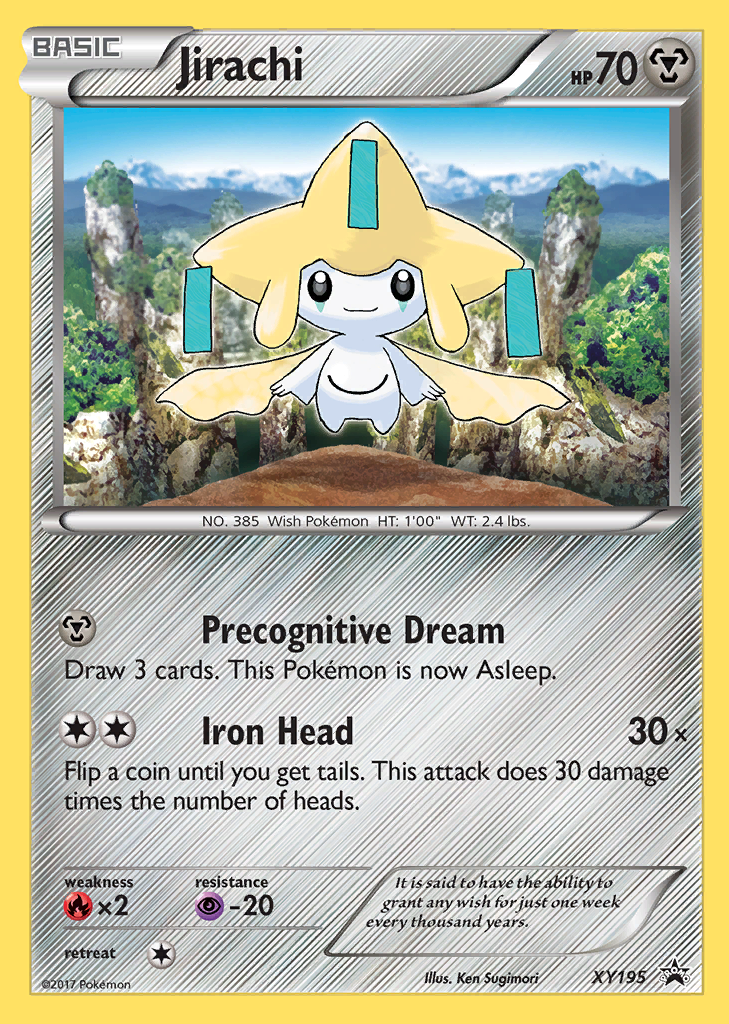 BASIC
Jirachi
HP 70
NO. 385 Wish Pokémon HT: 1'00" WT: 2.4 lbs.
Precognitive Dream
Draw 3 cards. This Pokémon is now Asleep.
Iron Head 30×
Flip a coin until you get tails. This attack does 30 damage
times the number of heads.
weakness
×2
resistance
-20
retreat
It is said to have the ability to
grant any wish for just one week
every thousand years.
©2017 Pokémon
Illus. Ken Sugimori
XY195
PROMO